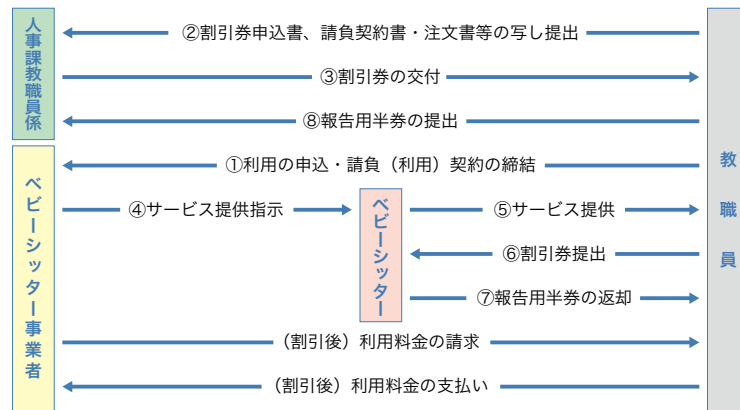 人事課教職員係
②割引券申込書、請負契約書・注文書等の写し提出
③割引券の交付
⑧報告用半券の提出
教職員
ベビーシッター事業者
①利用の申込・請負（利用）契約の締結
④サービス提供指示
ベビーシッター
⑤サービス提供
⑥割引券提出
⑦報告用半券の返却
（割引後）利用料金の請求
（割引後）利用料金の支払い